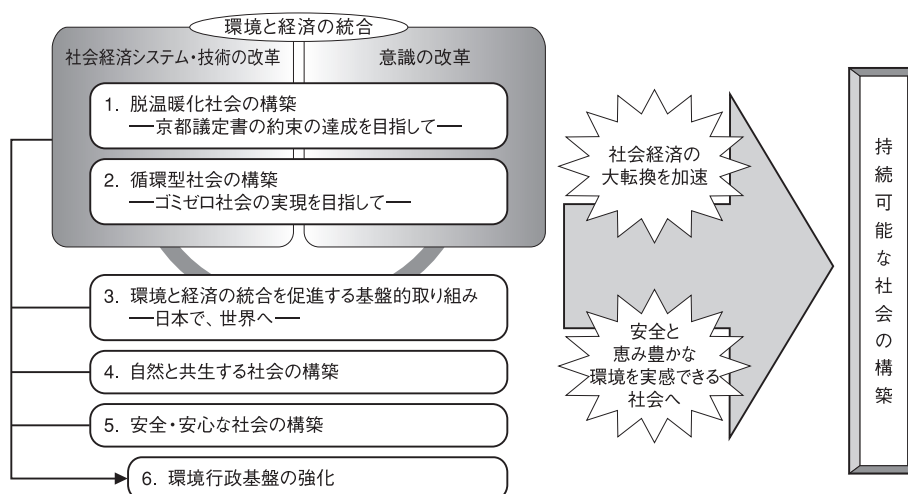 環境と経済の統合
社会経済システム・技術の改革
意識の改革
1. 脱温暖化社会の構築
―京都議定書の約束の達成を目指して―
2. 循環型社会の構築
―ゴミゼロ社会の実現を目指して―
3. 環境と経済の統合を促進する基盤的取り組み
―日本で、世界へ―
4. 自然と共生する社会の構築
5. 安全・安心な社会の構築
6. 環境行政基盤の強化
社会経済の
大転換を加速
安全と
恵み豊かな
環境を実感できる
社会へ
持続可能な社会の構築